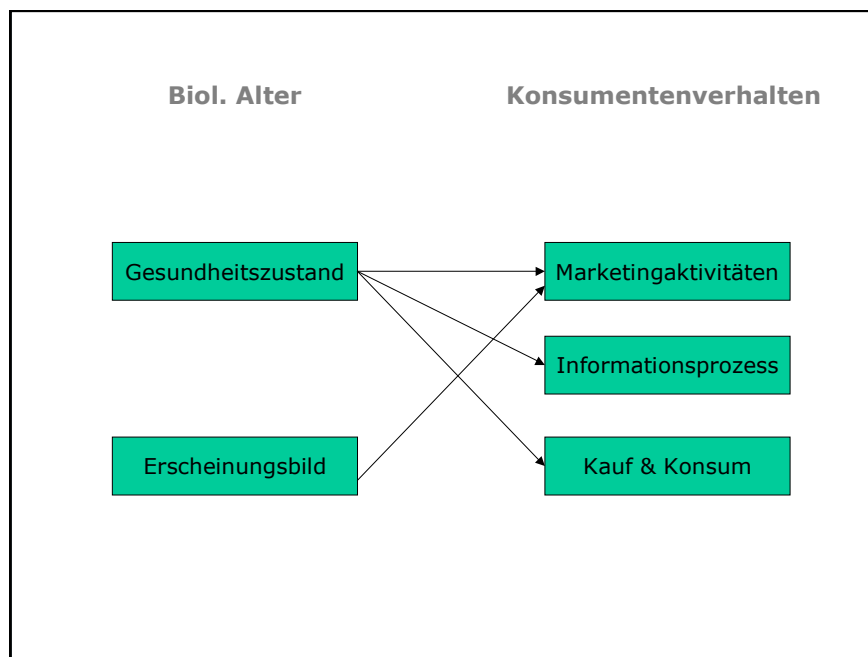 Biol. Alter
Konsumentenverhalten
Gesundheitszustand
Marketingaktivitäten
Informationsprozess
Erscheinungsbild
Kauf & Konsum